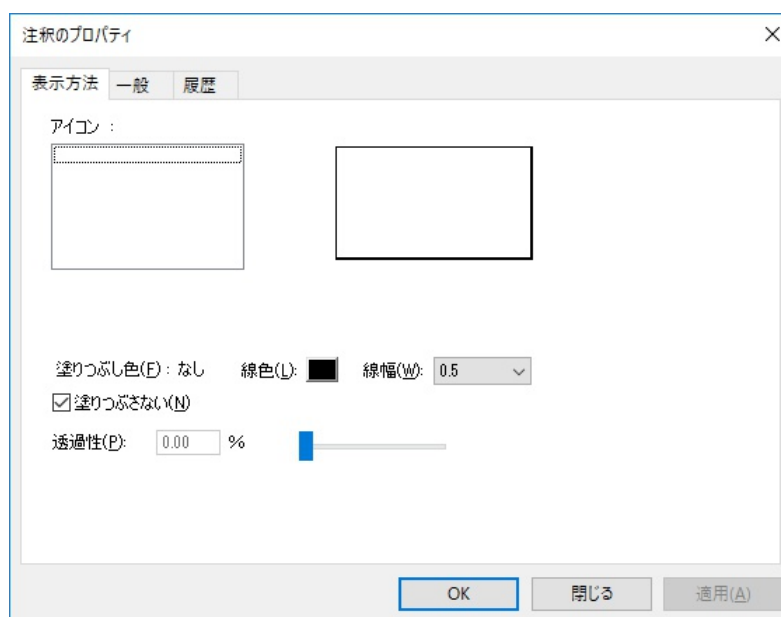 注釈のプロパティ
表示方法 一般 履歴
アイコン :
塗りつぶし色(F) : なし 線色(L): 線幅(W): 0.5
塗りつぶさない(N)
透過性(P): 0.00 %
OK 閉じる 適用(A)